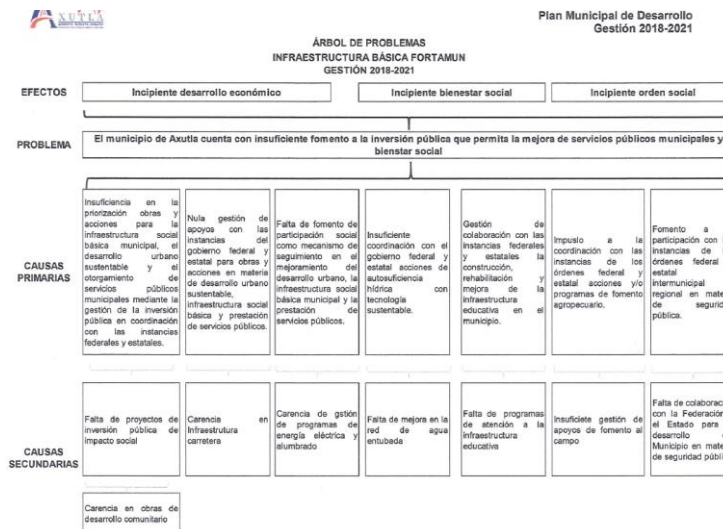 AXUTLA
Plan Municipal de Desarrollo
Gestión 2018-2021
ÁRBOL DE PROBLEMAS
INFRAESTRUCTURA BÁSICA FORTAMUN
GESTIÓN 2018-2021
EFECTOS
Incipiente desarrollo económico
Incipiente bienestar social
Incipiente orden social
PROBLEMA
El municipio de Axutla cuenta con insuficiente fomento a la inversión pública que permita la mejora de servicios públicos municipales y
bienstar social
CAUSAS
PRIMARIAS
Insuficiencia en la
priorización obras y
acciones para la
infraestructura social
básica municipal, el
desarrollo urbano
sustentable y el
otorgamiento de
servicios públicos
municipales mediante la
gestión de la inversión
pública en coordinación
con las instancias
federales y estatales.
Nula gestión de
apoyos con las
instancias del
gobierno federal y
estatal para obras y
acciones en materia
de desarrollo urbano
sustentable,
infraestructura social
básica y prestación
de servicios públicos.
Falta de fomento de
participación social
como mecanismo de
seguimiento en el
mejoramiento del
desarrollo urbano, la
infraestructura social
básica municipal y la
prestación de
servicios públicos.
Insuficiente
coordinación con el
gobierno federal y
estatal acciones de
autosuficiencia
hídrica con
tecnología
sustentable.
Gestión de
colaboración con las
instancias federales
y estatales la
construcción,
rehabilitación y
mejora de la
infraestructura
educativa en el
municipio.
Impuslo a la
coordinación con las
instancias de los
órdenes federal y
estatal acciones y/o
programas de fomento
agropecuario.
Fomento a
participación con
instancias de
órdenes federal
estatal
intermunicipal
regional en mate
de segurid
pública.
CAUSAS
SECUNDARIAS
Falta de proyectos de
inversión pública de
impacto social
Carencia en
Infraestrutura
carretera
Carencia de gstión
de programas de
energía eléctrica y
alumbrado
Falta de mejora en la
red de agua
entubada
Falta de programas
de atención a la
infraestructura
educativa
Insuficiete gestión de
apoyos de fomento al
campo
Falta de colaborac
con la Federación
el Estado para
desarrollo
Municipio en mate
de seguridad públi
Carencia en obras de
desarrollo comunitario